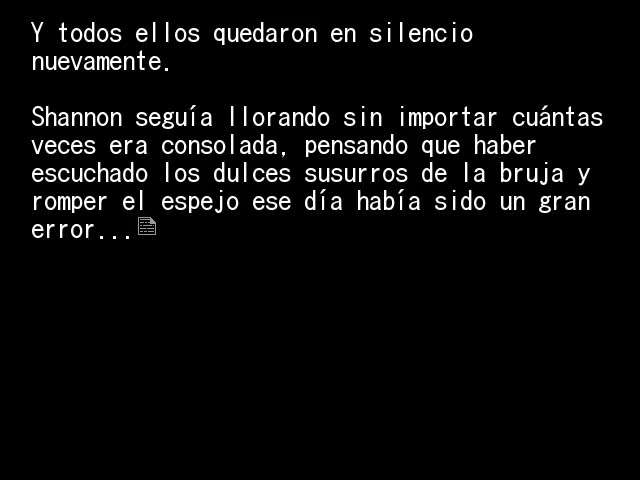 Y todos ellos quedaron en silencio
nuevamente.
Shannon seguía llorando sin importar cuántas
veces era consolada, pensando que haber
escuchado los dulces susurros de la bruja y
romper el espejo ese día había sido un gran
error...